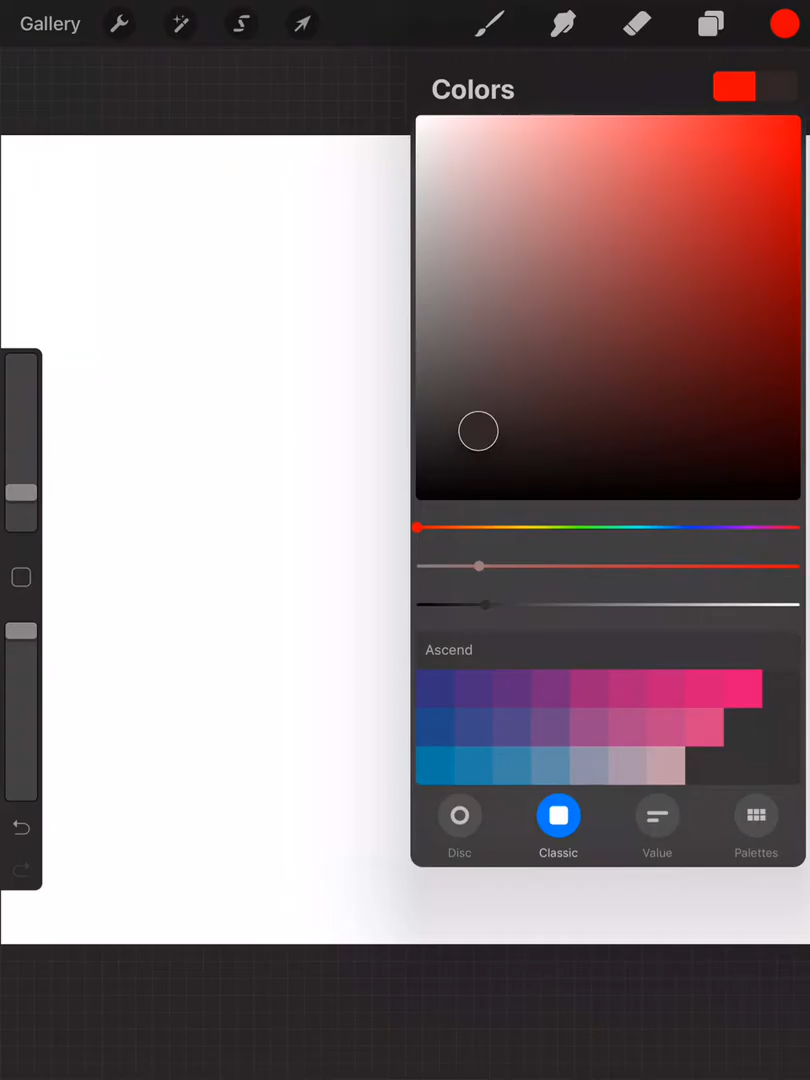 Gallery
Colors
Ascend
Disc
Classic
Value
Palettes